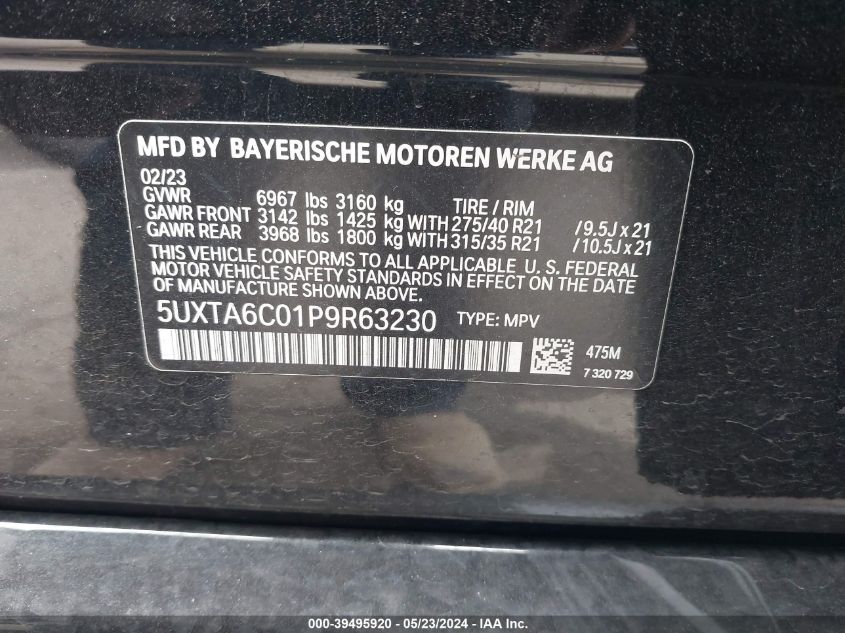 MFD BY BAYERISCHE MOTOREN WERKE AG
02/23
GVWR 6967 lbs 3160 kg TIRE / RIM
GAWR FRONT 3142 lbs 1425 kg WITH 275/40 R21 /9.5J x 21
GAWR REAR 3968 lbs 1800 kg WITH 315/35 R21 /10.5J x 21
THIS VEHICLE CONFORMS TO ALL APPLICABLE U. S. FEDERAL
MOTOR VEHICLE SAFETY STANDARDS IN EFFECT ON THE DATE
OF MANUFACTURE SHOWN ABOVE.
5UXTA6C01P9R63230 TYPE: MPV
475M
7 320 729
000-39495920 - 05/23/2024 - IAA Inc.